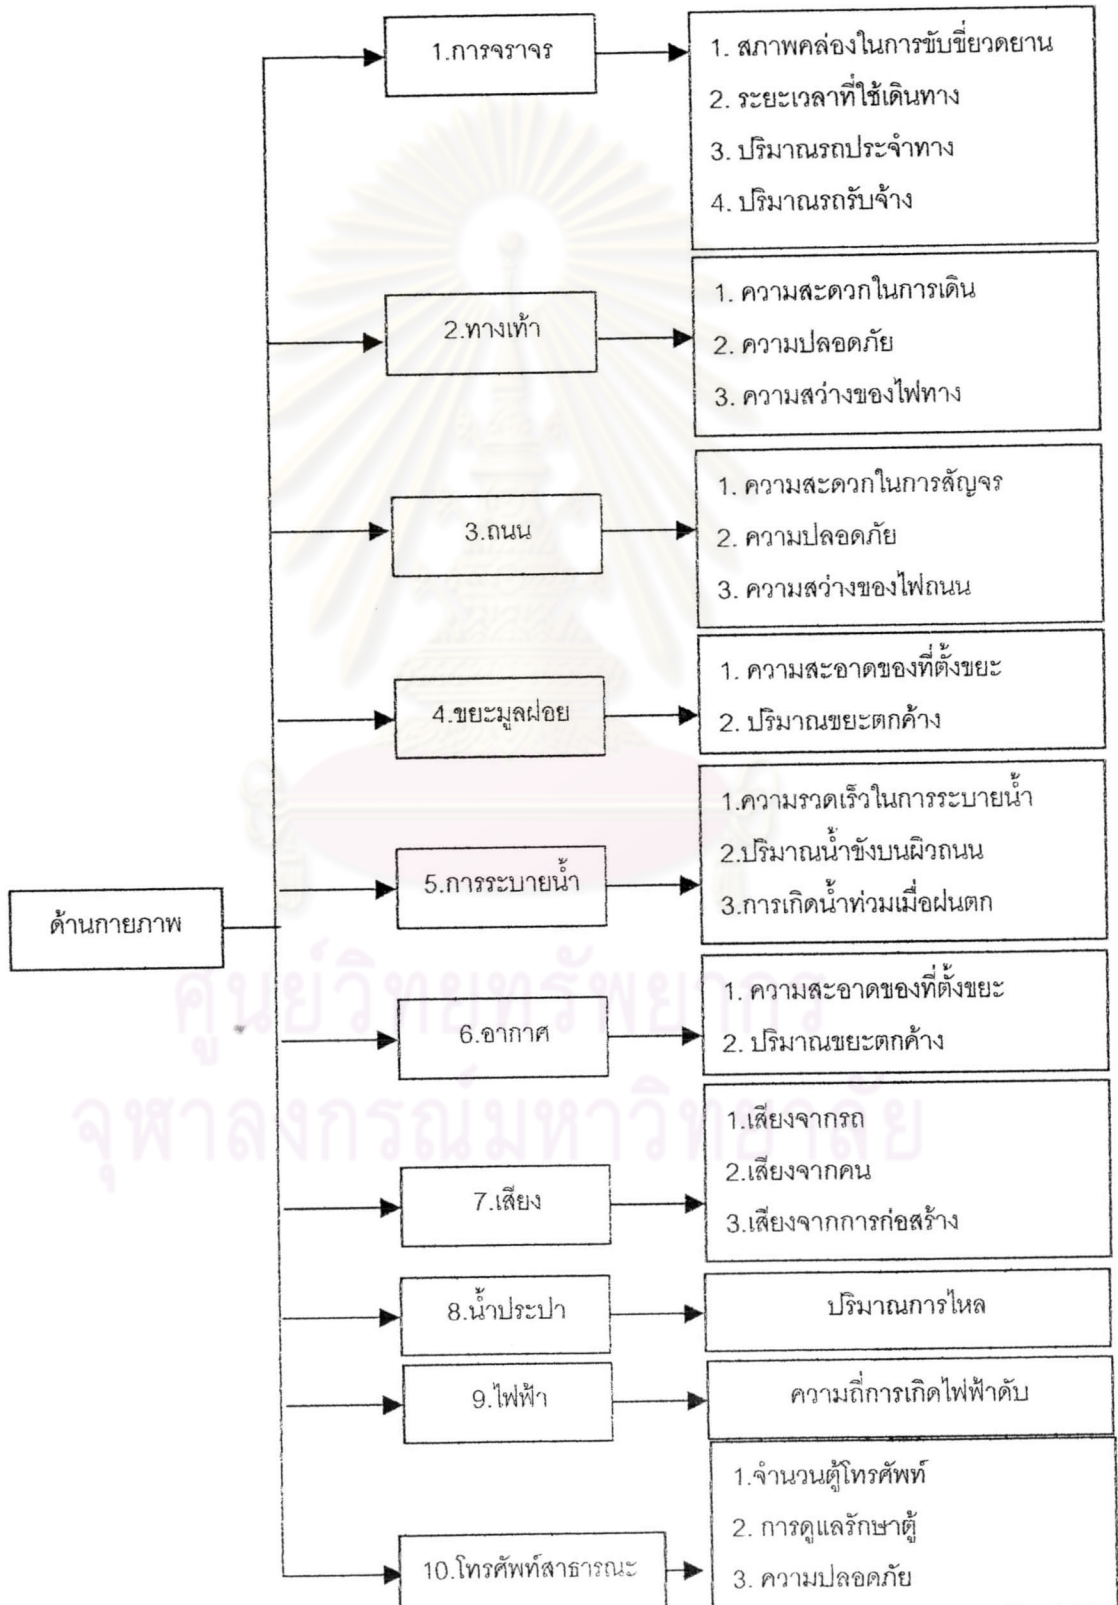 1.การจราจร
1. สภาพคล่องในการขับขี่ยวดยาน
2. ระยะเวลาที่ใช้เดินทาง
3. ปริมาณรถประจำทาง
4. ปริมาณรถรับจ้าง
2.ทางเท้า
1. ความสะดวกในการเดิน
2. ความปลอดภัย
3. ความสว่างของไฟทาง
3.ถนน
1. ความสะดวกในการสัญจร
2. ความปลอดภัย
3. ความสว่างของไฟถนน
4.ขยะมูลฝอย
1. ความสะอาดของที่ตั้งขยะ
2. ปริมาณขยะตกค้าง
ด้านกายภาพ
5.การระบายน้ำ
1.ความรวดเร็วในการระบายน้ำ
2.ปริมาณน้ำขังบนผิวถนน
3.การเกิดน้ำท่วมเมื่อฝนตก
6.อากาศ
1. ความสะอาดของที่ตั้งขยะ
2. ปริมาณขยะตกค้าง
7.เสียง
1.เสียงจากรถ
2.เสียงจากคน
3.เสียงจากการก่อสร้าง
8.น้ำประปา
ปริมาณการไหล
9.ไฟฟ้า
ความถี่การเกิดไฟฟ้าดับ
10.โทรศัพท์สาธารณะ
1.จำนวนตู้โทรศัพท์
2. การดูแลรักษาตู้
3. ความปลอดภัย
ศูนย์วิทยทรัพยากร
จุฬาลงกรณ์มหาวิทยาลัย